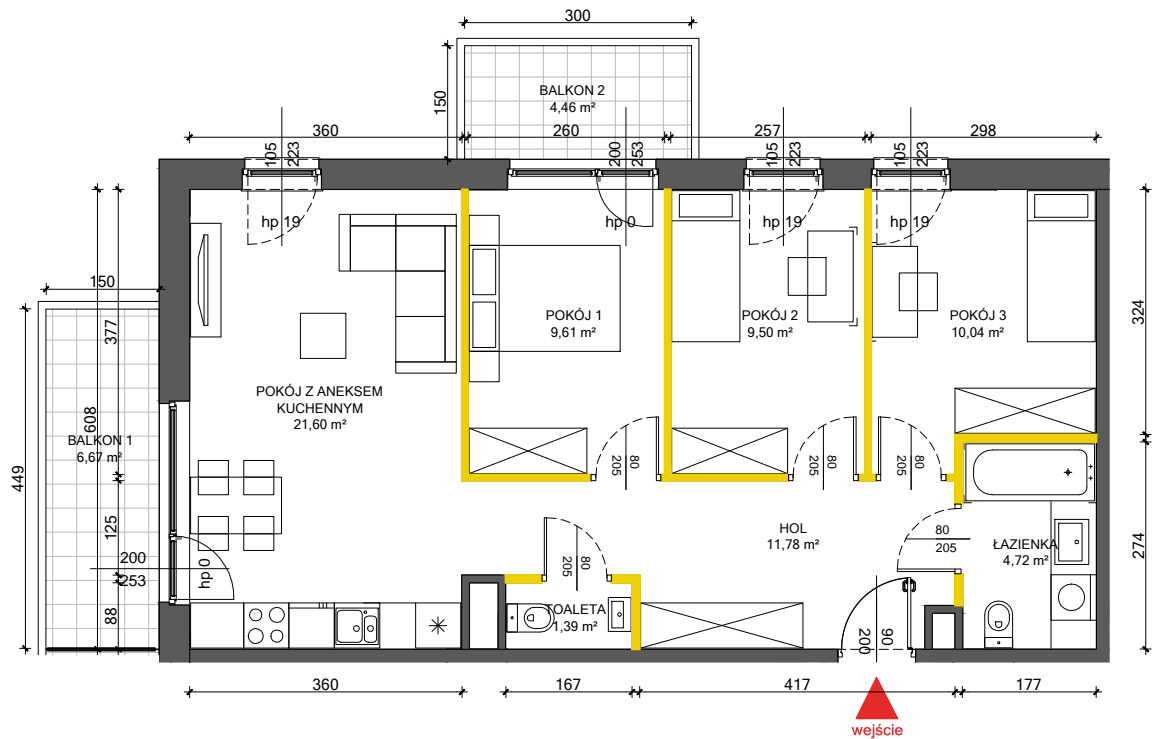 300
150
BALKON 2
4,46 m²
360
260
257
298
105
223
200
253
105
223
105
223
hp 19
hp 0
hp 19
hp 19
150
377
608
449
125
88
BALKON 1
6,67 m²
200
253
hp 0
POKÓJ Z ANEKSEM
KUCHENNYM
21,60 m²
POKÓJ 1
9,61 m²
POKÓJ 2
9,50 m²
POKÓJ 3
10,04 m²
324
274
80
205
80
205
80
205
80
205
80
205
HOL
11,78 m²
ŁAZIENKA
4,72 m²
TOALETA
1,39 m²
90
200
360
167
417
177
wejście